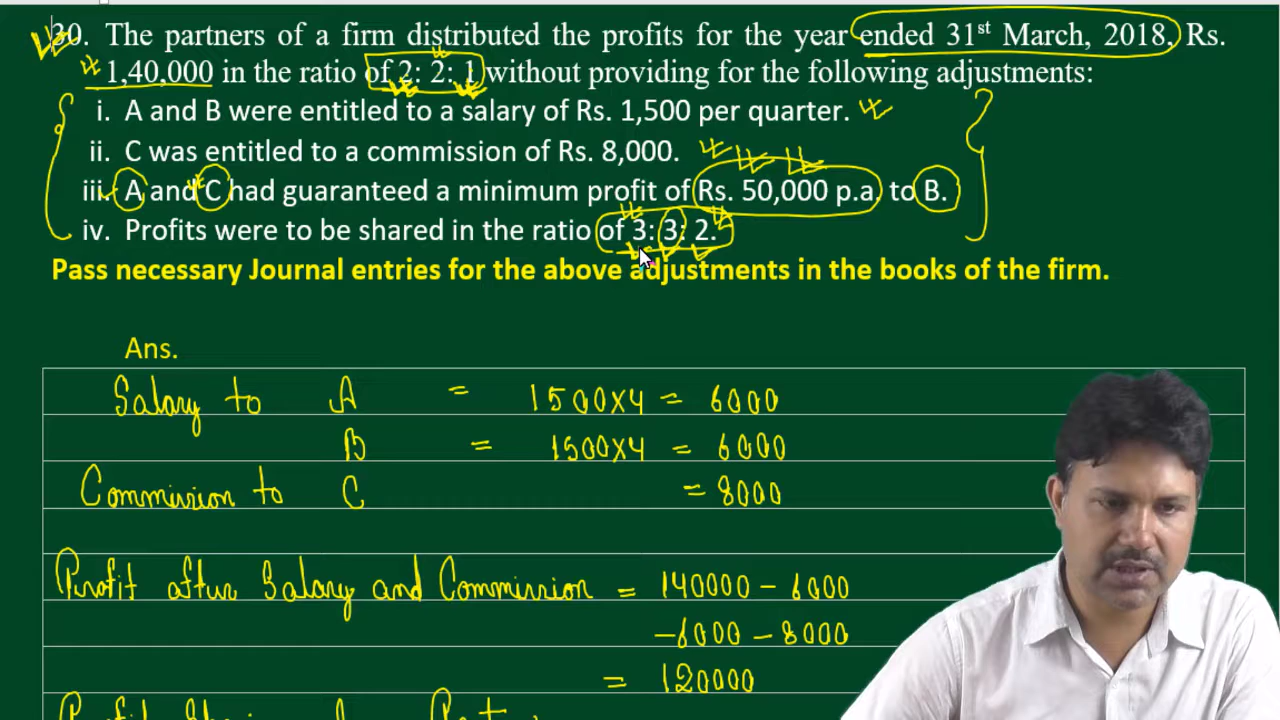 30. The partners of a firm distributed the profits for the year ended 31st March, 2018, Rs.
1,40,000 in the ratio of 2: 2: 1 without providing for the following adjustments:
i. A and B were entitled to a salary of Rs. 1,500 per quarter.
ii. C was entitled to a commission of Rs. 8,000.
iii. A and C had guaranteed a minimum profit of Rs. 50,000 p.a. to B.
iv. Profits were to be shared in the ratio of 3: 3: 2.
Pass necessary Journal entries for the above adjustments in the books of the firm.
Ans.
Salary to A = 1500×4 = 6000
B = 1500×4 = 6000
Commission to C = 8000
Profit after Salary and Commission = 140000 - 6000
- 6000 - 8000
= 120000